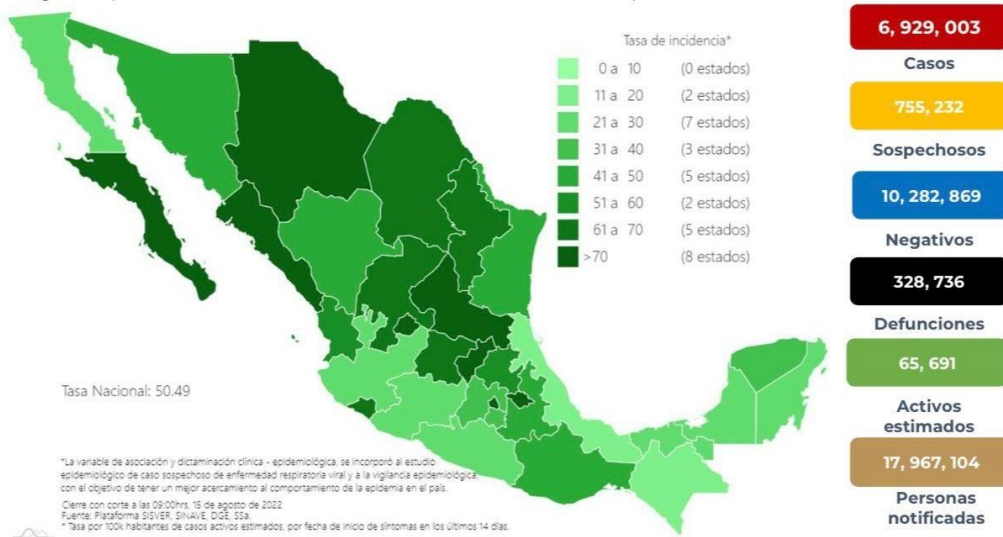 Tasa de incidencia*
0 a 10 (0 estados)
11 a 20 (2 estados)
21 a 30 (7 estados)
31 a 40 (3 estados)
41 a 50 (5 estados)
51 a 60 (2 estados)
61 a 70 (5 estados)
>70 (8 estados)
6, 929, 003
Casos
755, 232
Sospechosos
10, 282, 869
Negativos
328, 736
Defunciones
65, 691
Activos
estimados
17, 967, 104
Personas
notificadas
Tasa Nacional: 50.49
*La variable de asociación y dictaminación clínica - epidemiológica, se incorporó al estudio
epidemiológico de caso sospechoso de enfermedad respiratoria viral y a la vigilancia epidemiológica,
con el objetivo de tener un mejor acercamiento al comportamiento de la epidemia en el país.
Cierre con corte a las 09:00hrs, 15 de agosto de 2022
Fuente: Plataforma SISVER, SINAVE, DGE, SSa.
* Tasa por 100k habitantes de casos activos estimados, por fecha de inicio de síntomas en los últimos 14 días.